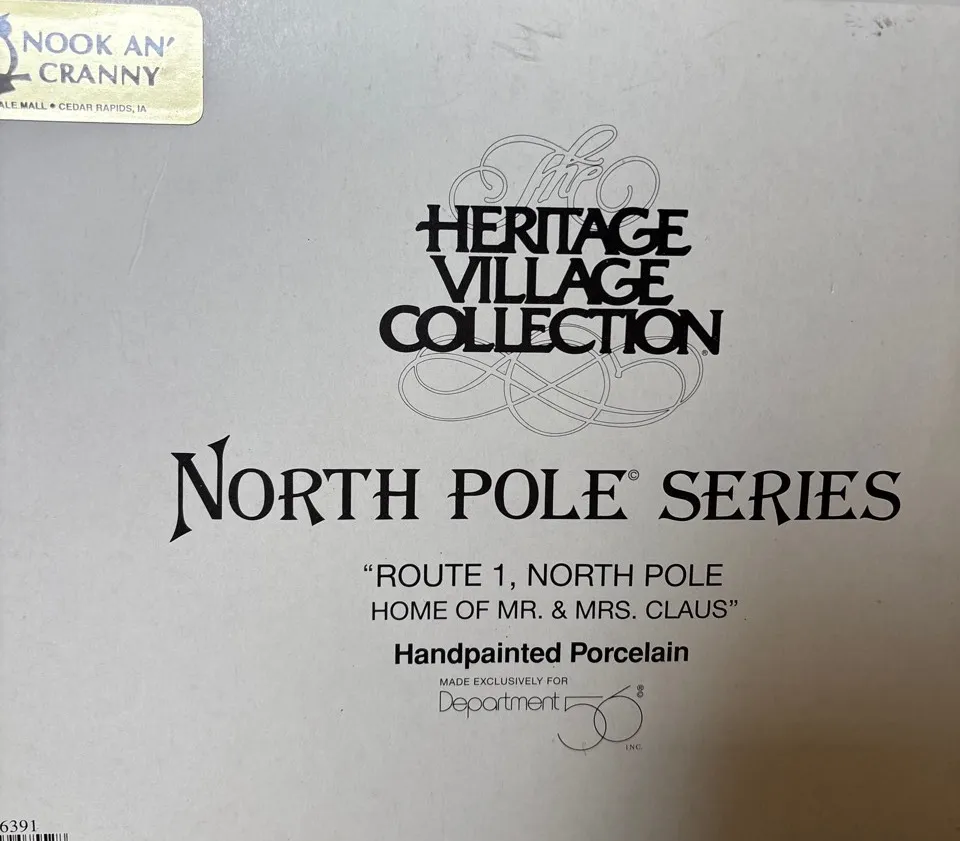 NOOK AN'
CRANNY
ALE MALL • CEDAR RAPIDS, IA
The
HERITAGE
VILLAGE
COLLECTION®
NORTH POLE© SERIES
“ROUTE 1, NORTH POLE
HOME OF MR. & MRS. CLAUS”
Handpainted Porcelain
MADE EXCLUSIVELY FOR
Department 56®©
INC.
6391